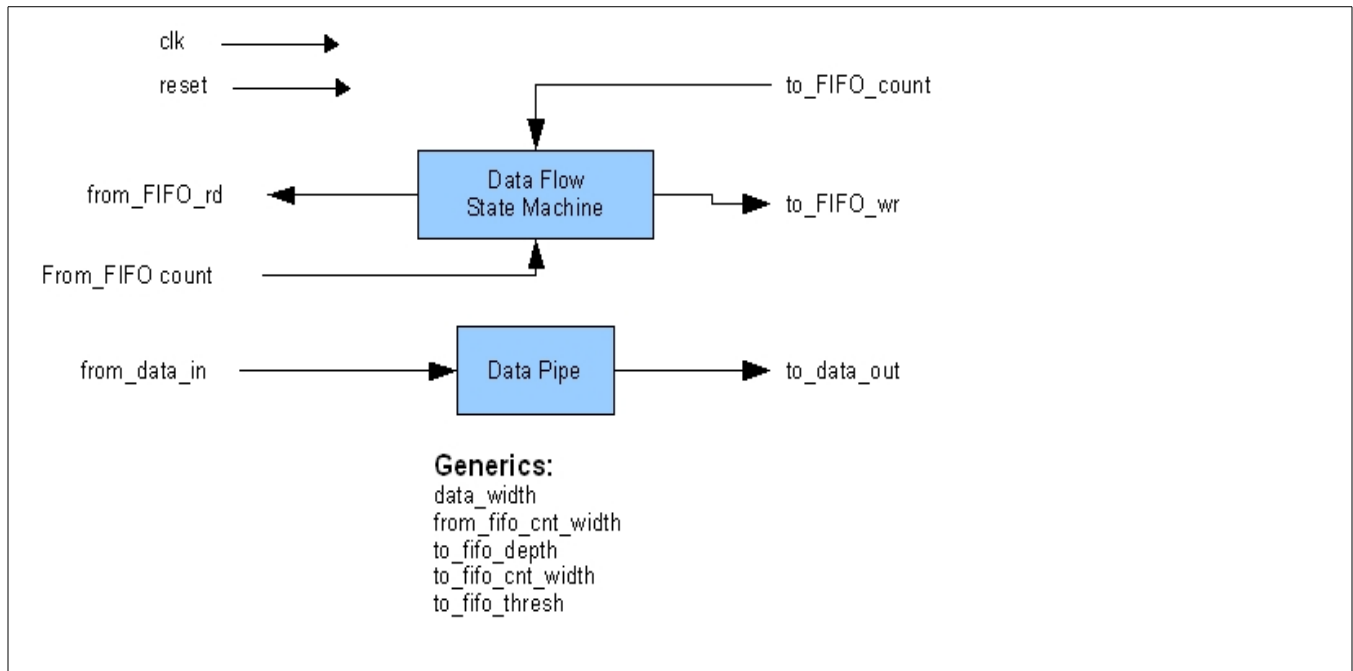 clk
reset
to_FIFO_count
Data Flow
State Machine
from_FIFO_rd
to_FIFO_wr
From_FIFO count
from_data_in
Data Pipe
to_data_out
Generics:
data_width
from_fifo_cnt_width
to_fifo_depth
to_fifo_cnt_width
to_fifo_thresh